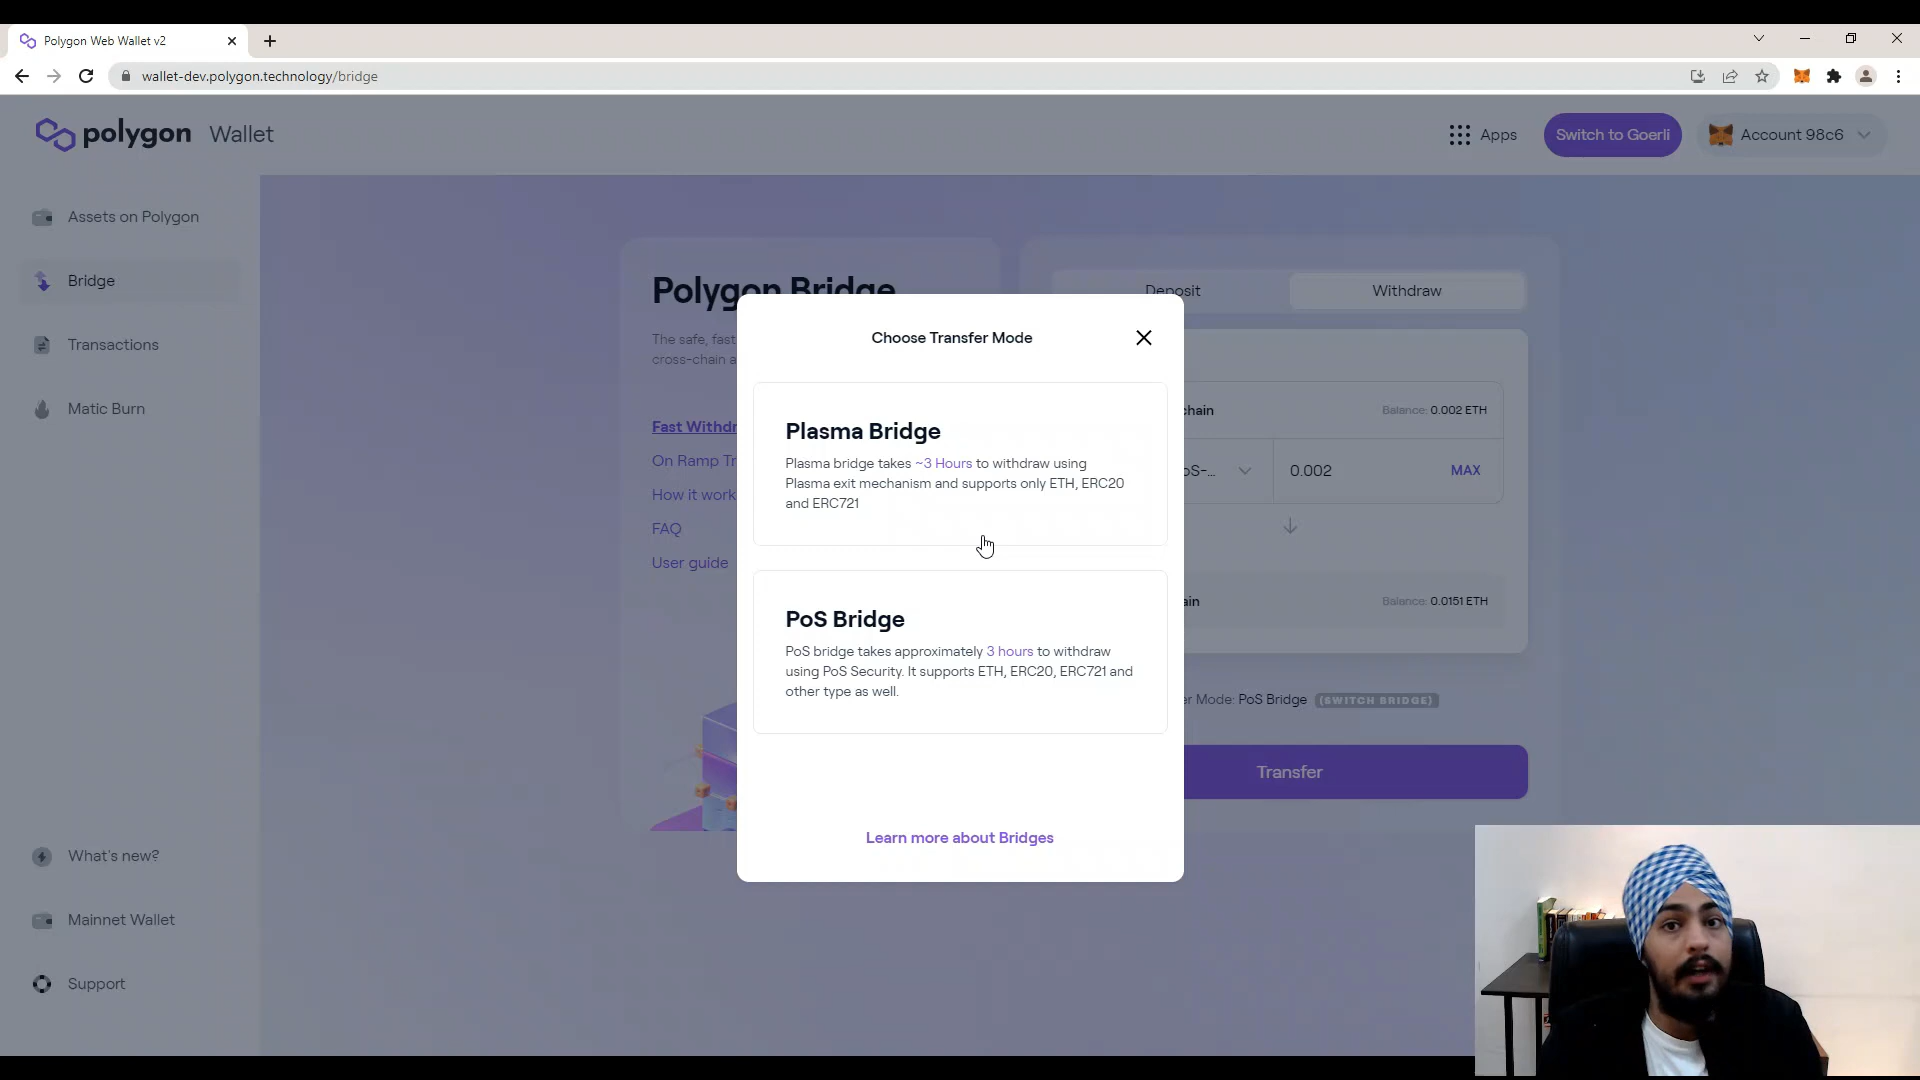 Polygon Web Wallet v2
wallet-dev.polygon.technology/bridge
polygon Wallet
Apps
Switch to Goerli
Account 98c6
Assets on Polygon
Bridge
Transactions
Matic Burn
What's new?
Mainnet Wallet
Support
Polygon Bridge
The safe, fast
cross-chain a
Fast Withdr
On Ramp Tr
How it work
FAQ
User guide
Deposit
Withdraw
chain
Balance: 0.002 ETH
oS-...
0.002
MAX
ain
Balance: 0.0151 ETH
er Mode: PoS Bridge (SWITCH BRIDGE)
Transfer
Choose Transfer Mode
Plasma Bridge
Plasma bridge takes ~3 Hours to withdraw using
Plasma exit mechanism and supports only ETH, ERC20
and ERC721
PoS Bridge
PoS bridge takes approximately 3 hours to withdraw
using PoS Security. It supports ETH, ERC20, ERC721 and
other type as well.
Learn more about Bridges